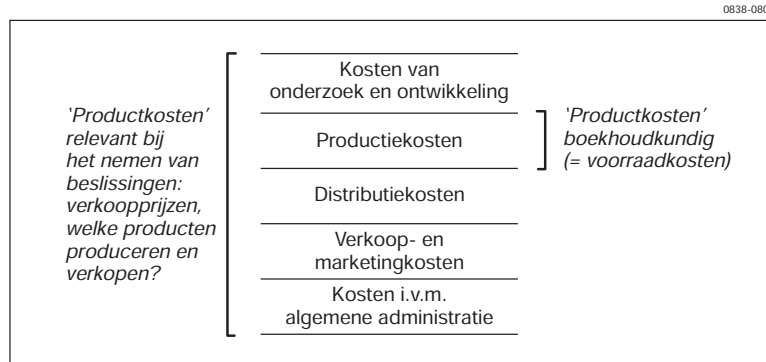 0838-080
Kosten van
onderzoek en ontwikkeling
‘Productkosten’
relevant bij
het nemen van
beslissingen:
verkoopprijzen,
welke producten
produceren en
verkopen?
Productiekosten
‘Productkosten’
boekhoudkundig
(= voorraadkosten)
Distributiekosten
Verkoop- en
marketingkosten
Kosten i.v.m.
algemene administratie